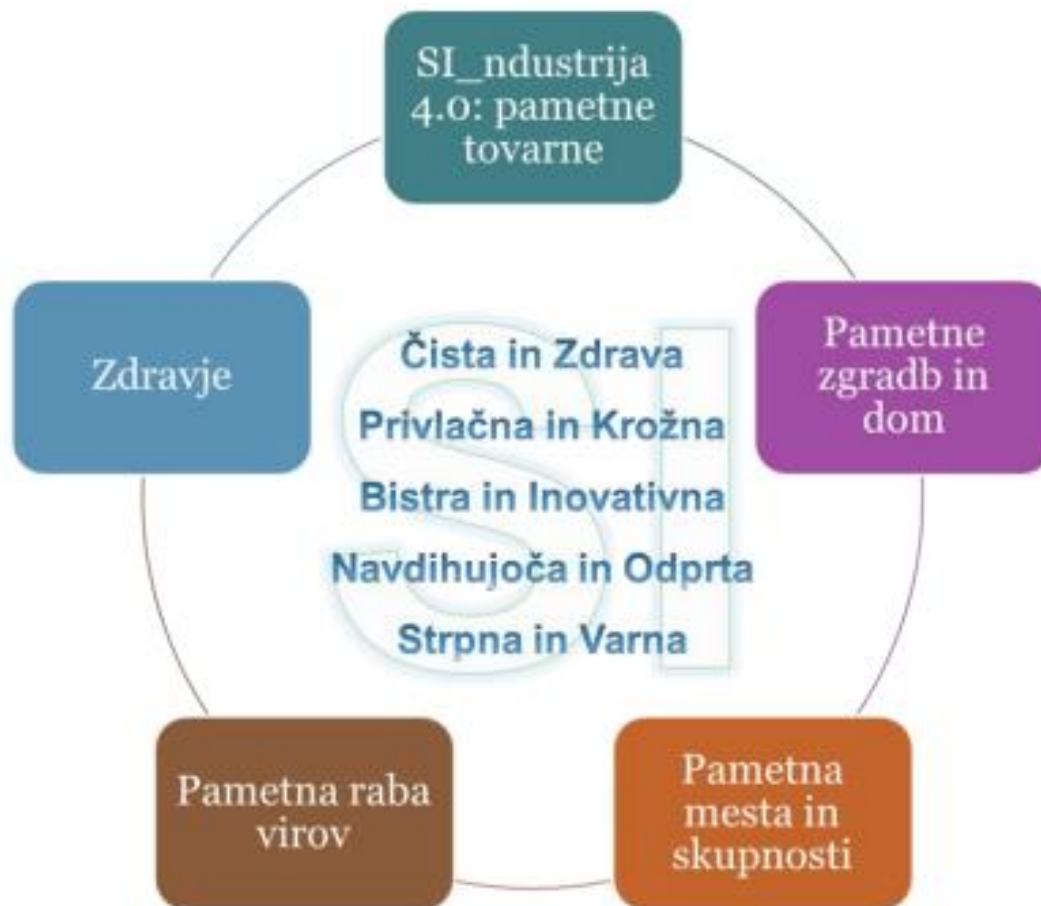 SI_ndustrija
4.0: pametne
tovarne
Pametne
zgradb in
dom
Pametna
mesta in
skupnosti
Pametna raba
virov
Zdravje
SI
Čista in Zdrava
Privlačna in Krožna
Bistra in Inovativna
Navdihujoča in Odprta
Strpna in Varna